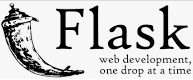 Flask
web development,
one drop at a time